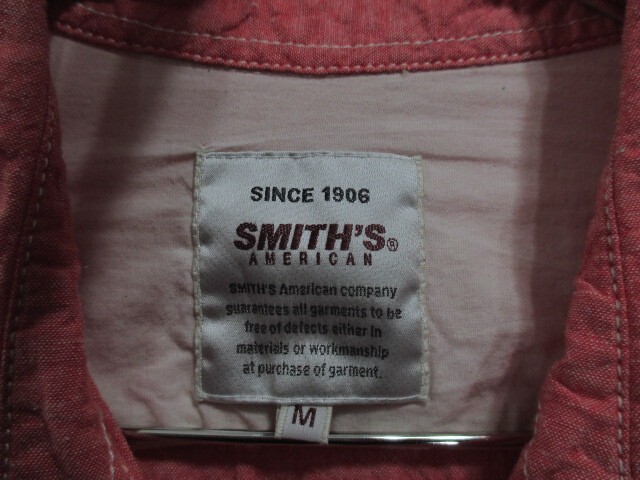 SINCE 1906
SMITH'S®
AMERICAN
SMITH'S American company
guarantees all garments to be
free of defects either in
materials or workmanship
at purchase of garment.
M